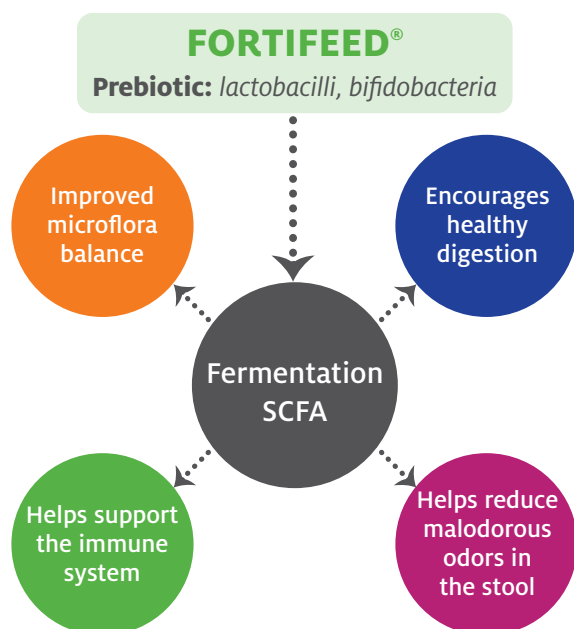 FORTIFEED®
Prebiotic: lactobacilli, bifidobacteria
Improved
microflora
balance
Encourages
healthy
digestion
Fermentation
SCFA
Helps support
the immune
system
Helps reduce
malodorous
odors in
the stool